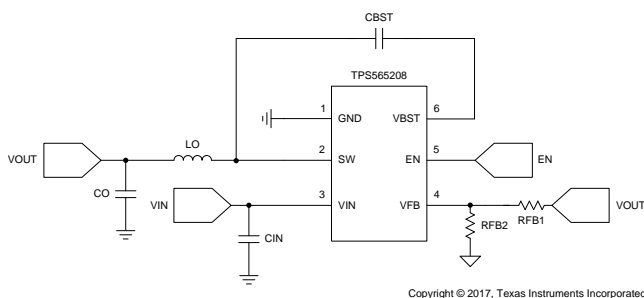 CBST
TPS565208
1 GND VBST 6
LO
VOUT 2 SW EN 5 EN
CO
VIN 3 VIN VFB 4 VOUT
RFB1
RFB2
CIN
Copyright © 2017, Texas Instruments Incorporated